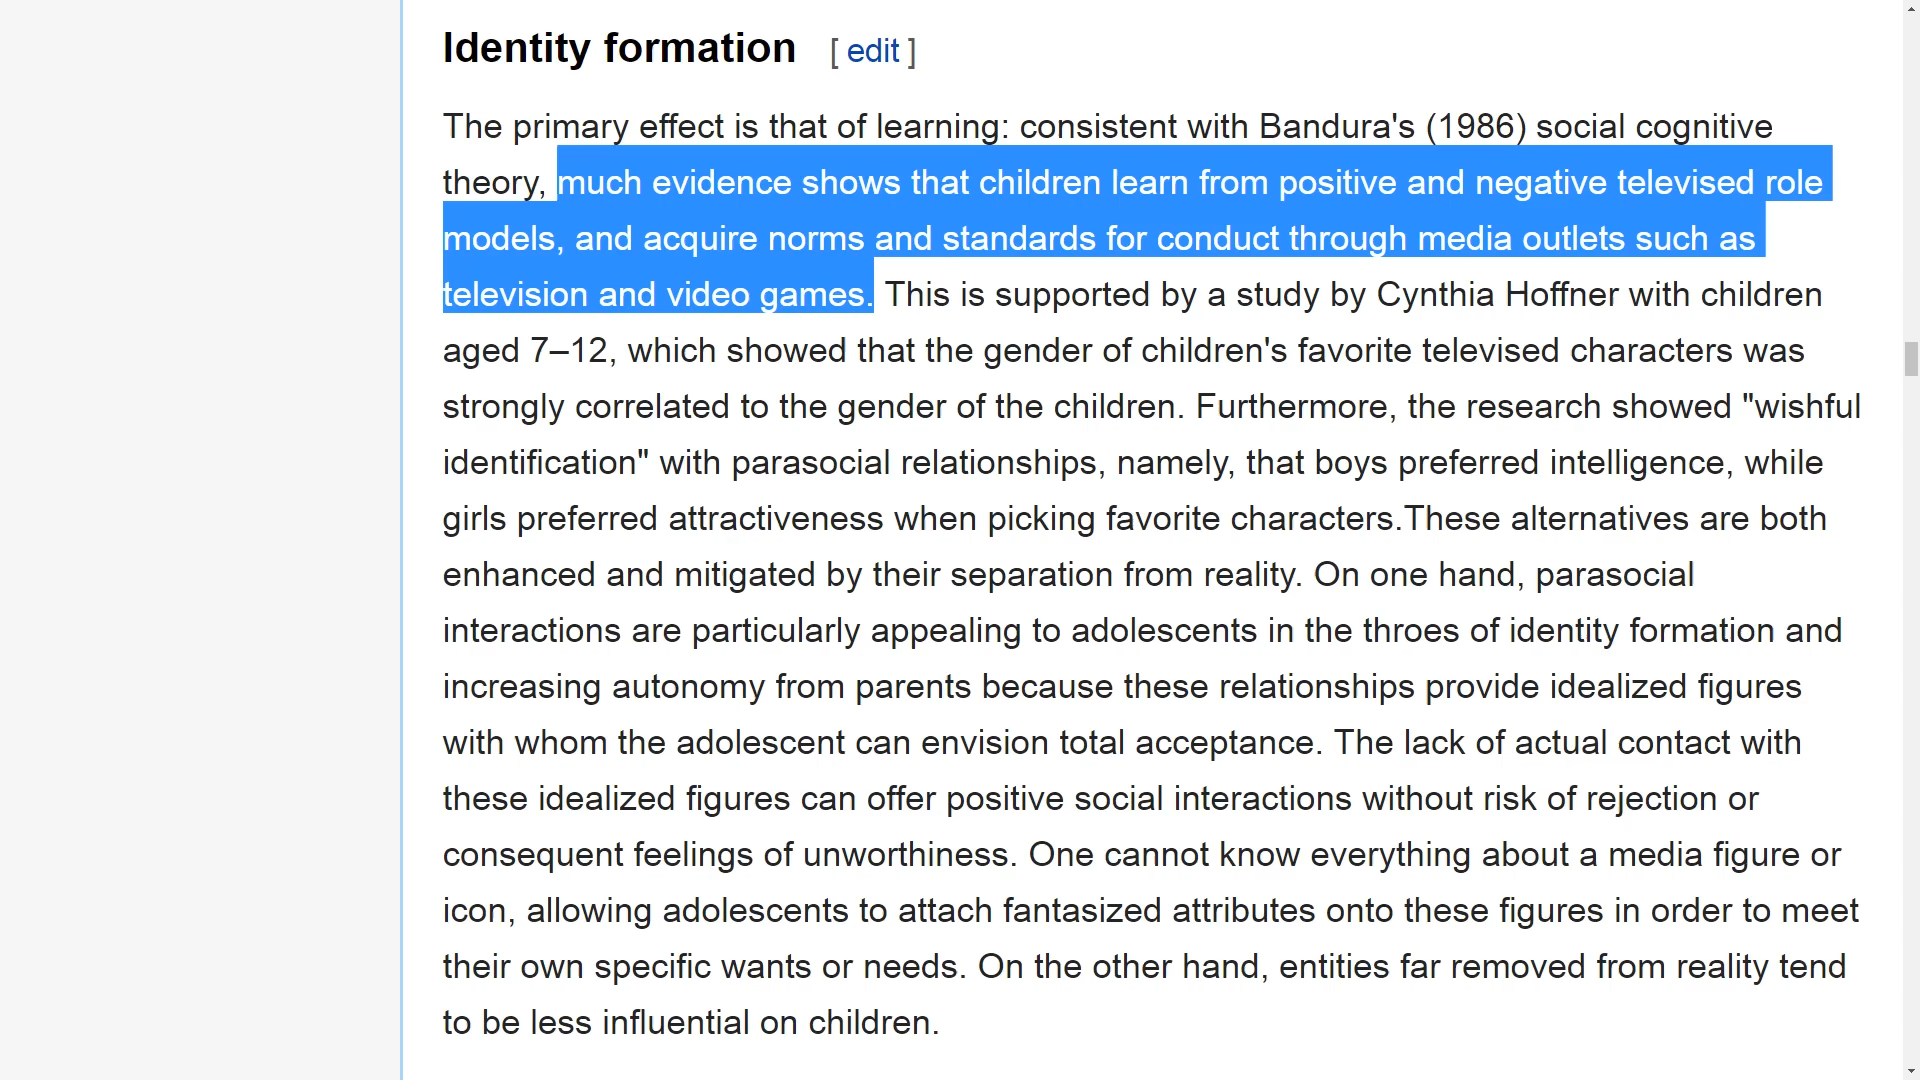 Identity formation [ edit ]
The primary effect is that of learning: consistent with Bandura's (1986) social cognitive
theory, much evidence shows that children learn from positive and negative televised role
models, and acquire norms and standards for conduct through media outlets such as
television and video games. This is supported by a study by Cynthia Hoffner with children
aged 7–12, which showed that the gender of children's favorite televised characters was
strongly correlated to the gender of the children. Furthermore, the research showed "wishful
identification" with parasocial relationships, namely, that boys preferred intelligence, while
girls preferred attractiveness when picking favorite characters.These alternatives are both
enhanced and mitigated by their separation from reality. On one hand, parasocial
interactions are particularly appealing to adolescents in the throes of identity formation and
increasing autonomy from parents because these relationships provide idealized figures
with whom the adolescent can envision total acceptance. The lack of actual contact with
these idealized figures can offer positive social interactions without risk of rejection or
consequent feelings of unworthiness. One cannot know everything about a media figure or
icon, allowing adolescents to attach fantasized attributes onto these figures in order to meet
their own specific wants or needs. On the other hand, entities far removed from reality tend
to be less influential on children.